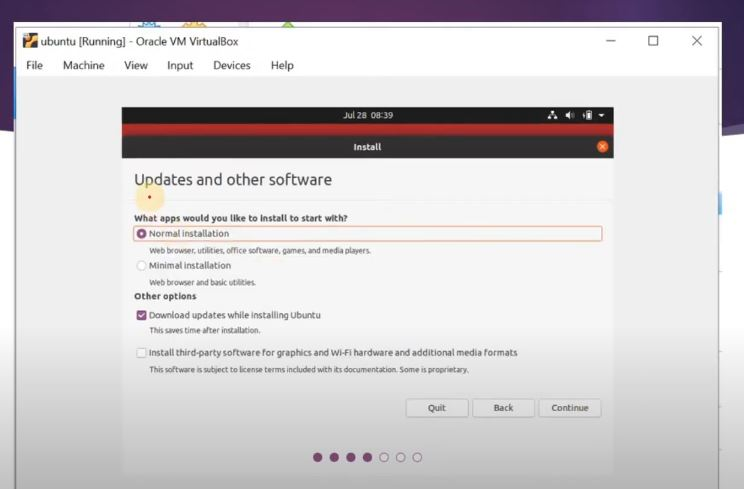 ubuntu [Running] - Oracle VM VirtualBox
File Machine View Input Devices Help
Jul 28 08:39
Install
Updates and other software
What apps would you like to install to start with?
Normal installation
Web browser, utilities, office software, games, and media players.
Minimal installation
Web browser and basic utilities.
Other options
Download updates while installing Ubuntu
This saves time after installation.
Install third-party software for graphics and Wi-Fi hardware and additional media formats
This software is subject to license terms included with its documentation. Some is proprietary.
Quit Back Continue